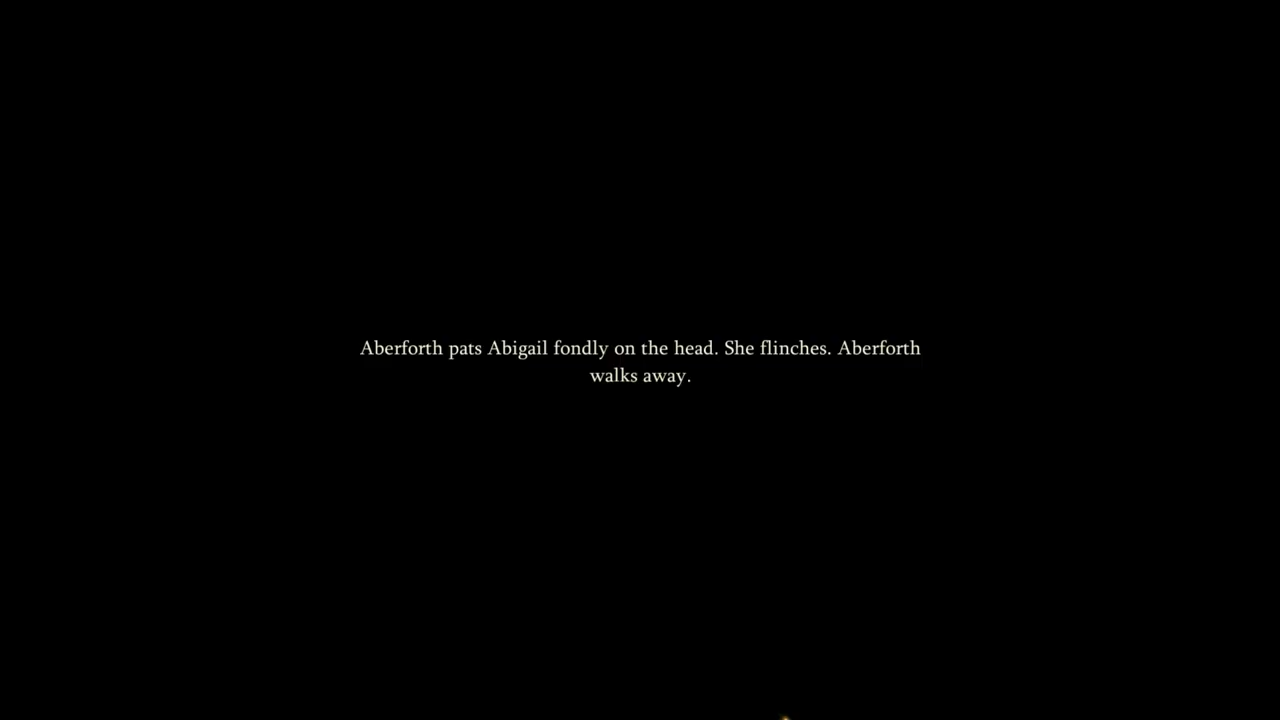 Aberforth pats Abigail fondly on the head. She flinches. Aberforth
walks away.